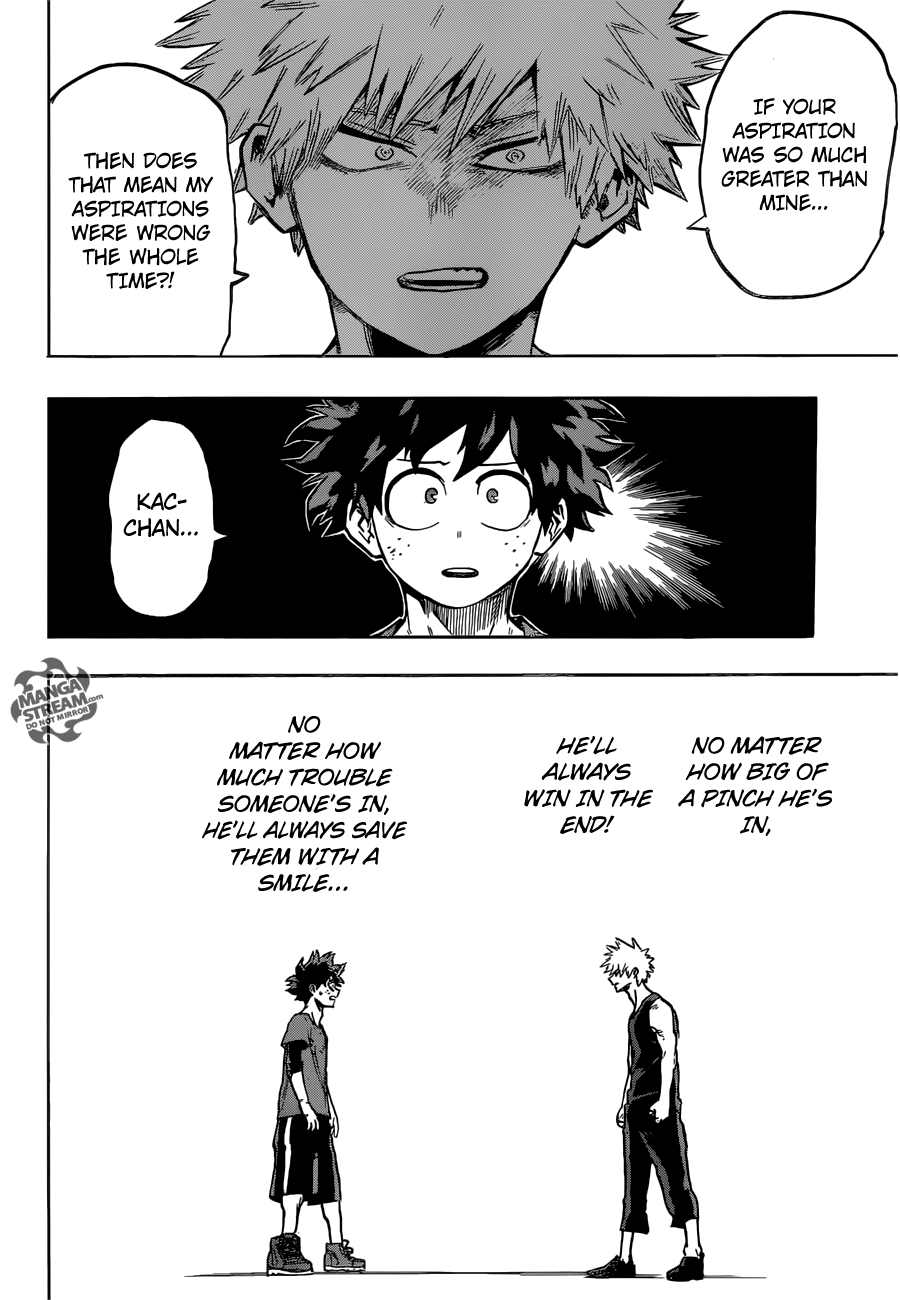 IF YOUR
ASPIRATION
WAS SO MUCH
GREATER THAN
MINE...
THEN DOES
THAT MEAN MY
ASPIRATIONS
WERE WRONG
THE WHOLE
TIME?!
KAC-
CHAN...
NO MATTER
HOW BIG OF
A PINCH HE'S
IN,
HE'LL
ALWAYS
WIN IN THE
END!
NO
MATTER HOW
MUCH TROUBLE
SOMEONE'S IN,
HE'LL ALWAYS SAVE
THEM WITH A
SMILE...
MANGA
STREAM.com
DO NOT MIRROR